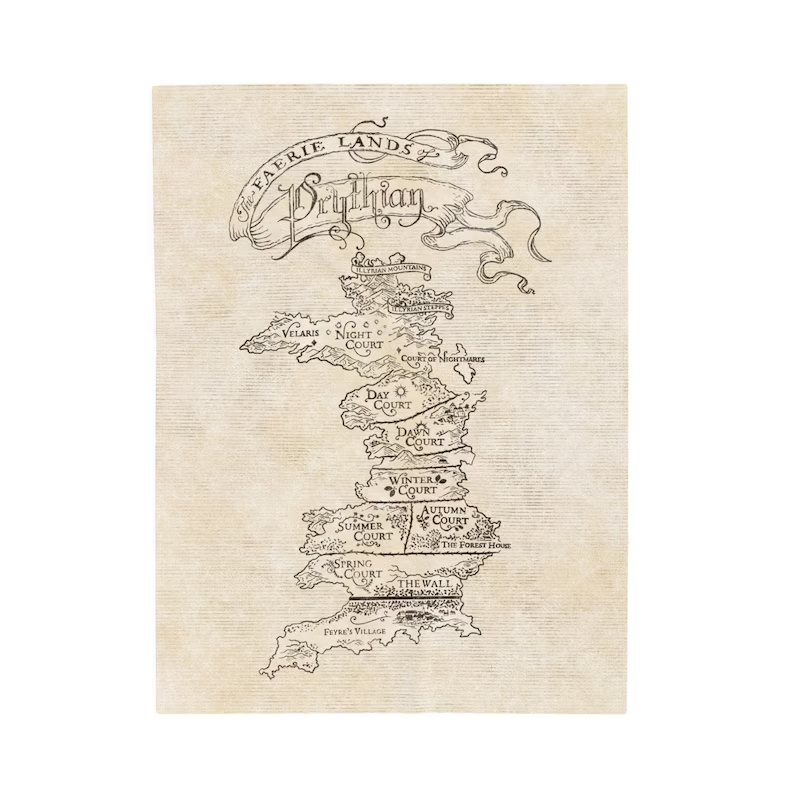 The FAERIE LANDS of
Prythian
ILLYRIAN MOUNTAINS
ILLYRIAN STEPPES
VELARIS
NIGHT
COURT
COURT OF NIGHTMARES
DAY
COURT
DAWN
COURT
WINTER
COURT
SUMMER
COURT
AUTUMN
COURT
THE FOREST HOUSE
SPRING
COURT
THE WALL
FEYRE'S VILLAGE